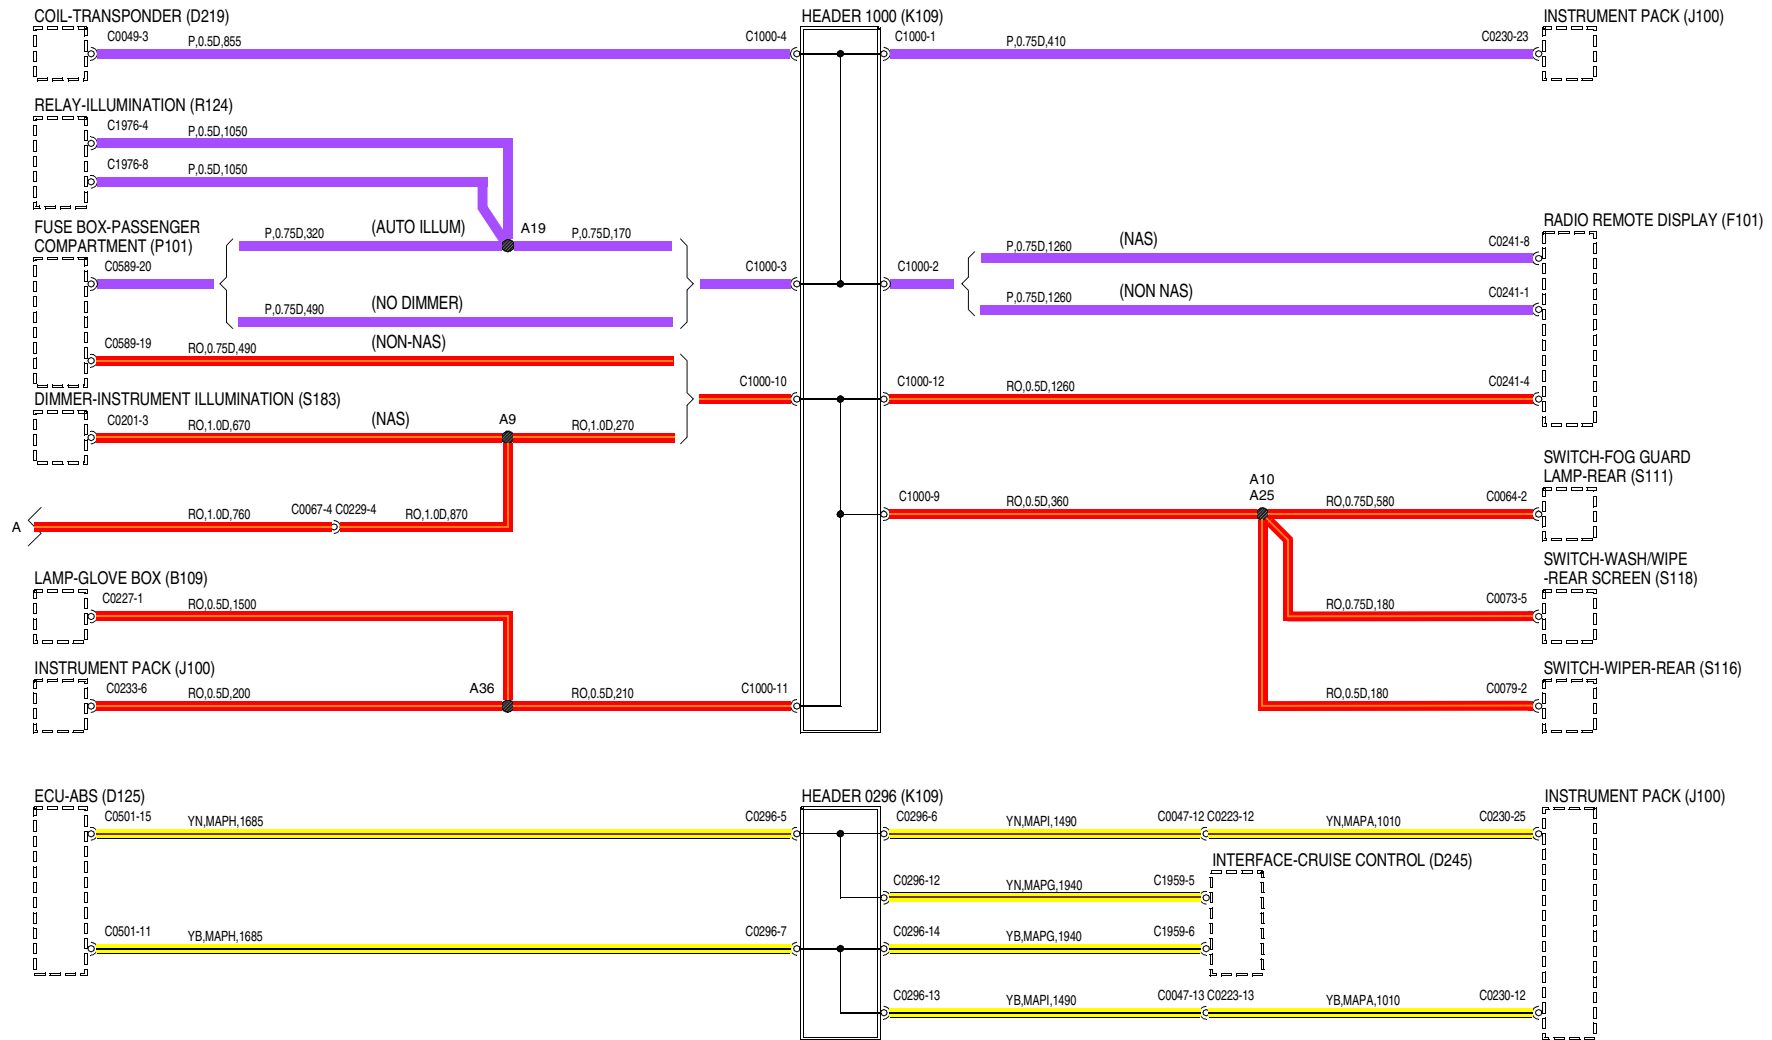 COIL-TRANSPONDER (D219)
HEADER 1000 (K109)
INSTRUMENT PACK (J100)
C0049-3
P,0.5D,855
C1000-4
C1000-1
P,0.75D,410
C0230-23
RELAY-ILLUMINATION (R124)
C1976-4
P,0.5D,1050
C1976-8
P,0.5D,1050
FUSE BOX-PASSENGER
COMPARTMENT (P101)
C0589-20
P,0.75D,320
(AUTO ILLUM)
A19
P,0.75D,170
P,0.75D,490
(NO DIMMER)
C1000-3
C1000-2
P,0.75D,1260
(NAS)
C0241-8
RADIO REMOTE DISPLAY (F101)
P,0.75D,1260
(NON NAS)
C0241-1
C0589-19
RO,0.75D,490
(NON-NAS)
C1000-10
C1000-12
RO,0.5D,1260
C0241-4
DIMMER-INSTRUMENT ILLUMINATION (S183)
C0201-3
RO,1.0D,670
(NAS)
A9
RO,1.0D,270
A
RO,1.0D,760
C0067-4 C0229-4
RO,1.0D,870
C1000-9
RO,0.5D,360
A10
A25
RO,0.75D,580
C0064-2
SWITCH-FOG GUARD
LAMP-REAR (S111)
SWITCH-WASH/WIPE
-REAR SCREEN (S118)
RO,0.75D,180
C0073-5
LAMP-GLOVE BOX (B109)
C0227-1
RO,0.5D,1500
INSTRUMENT PACK (J100)
C0233-6
RO,0.5D,200
A36
RO,0.5D,210
C1000-11
SWITCH-WIPER-REAR (S116)
RO,0.5D,180
C0079-2
ECU-ABS (D125)
HEADER 0296 (K109)
INSTRUMENT PACK (J100)
C0501-15
YN,MAPH,1685
C0296-5
C0296-6
YN,MAPI,1490
C0047-12 C0223-12
YN,MAPA,1010
C0230-25
INTERFACE-CRUISE CONTROL (D245)
C0296-12
YN,MAPG,1940
C1959-5
C0501-11
YB,MAPH,1685
C0296-7
C0296-14
YB,MAPG,1940
C1959-6
C0296-13
YB,MAPI,1490
C0047-13 C0223-13
YB,MAPA,1010
C0230-12